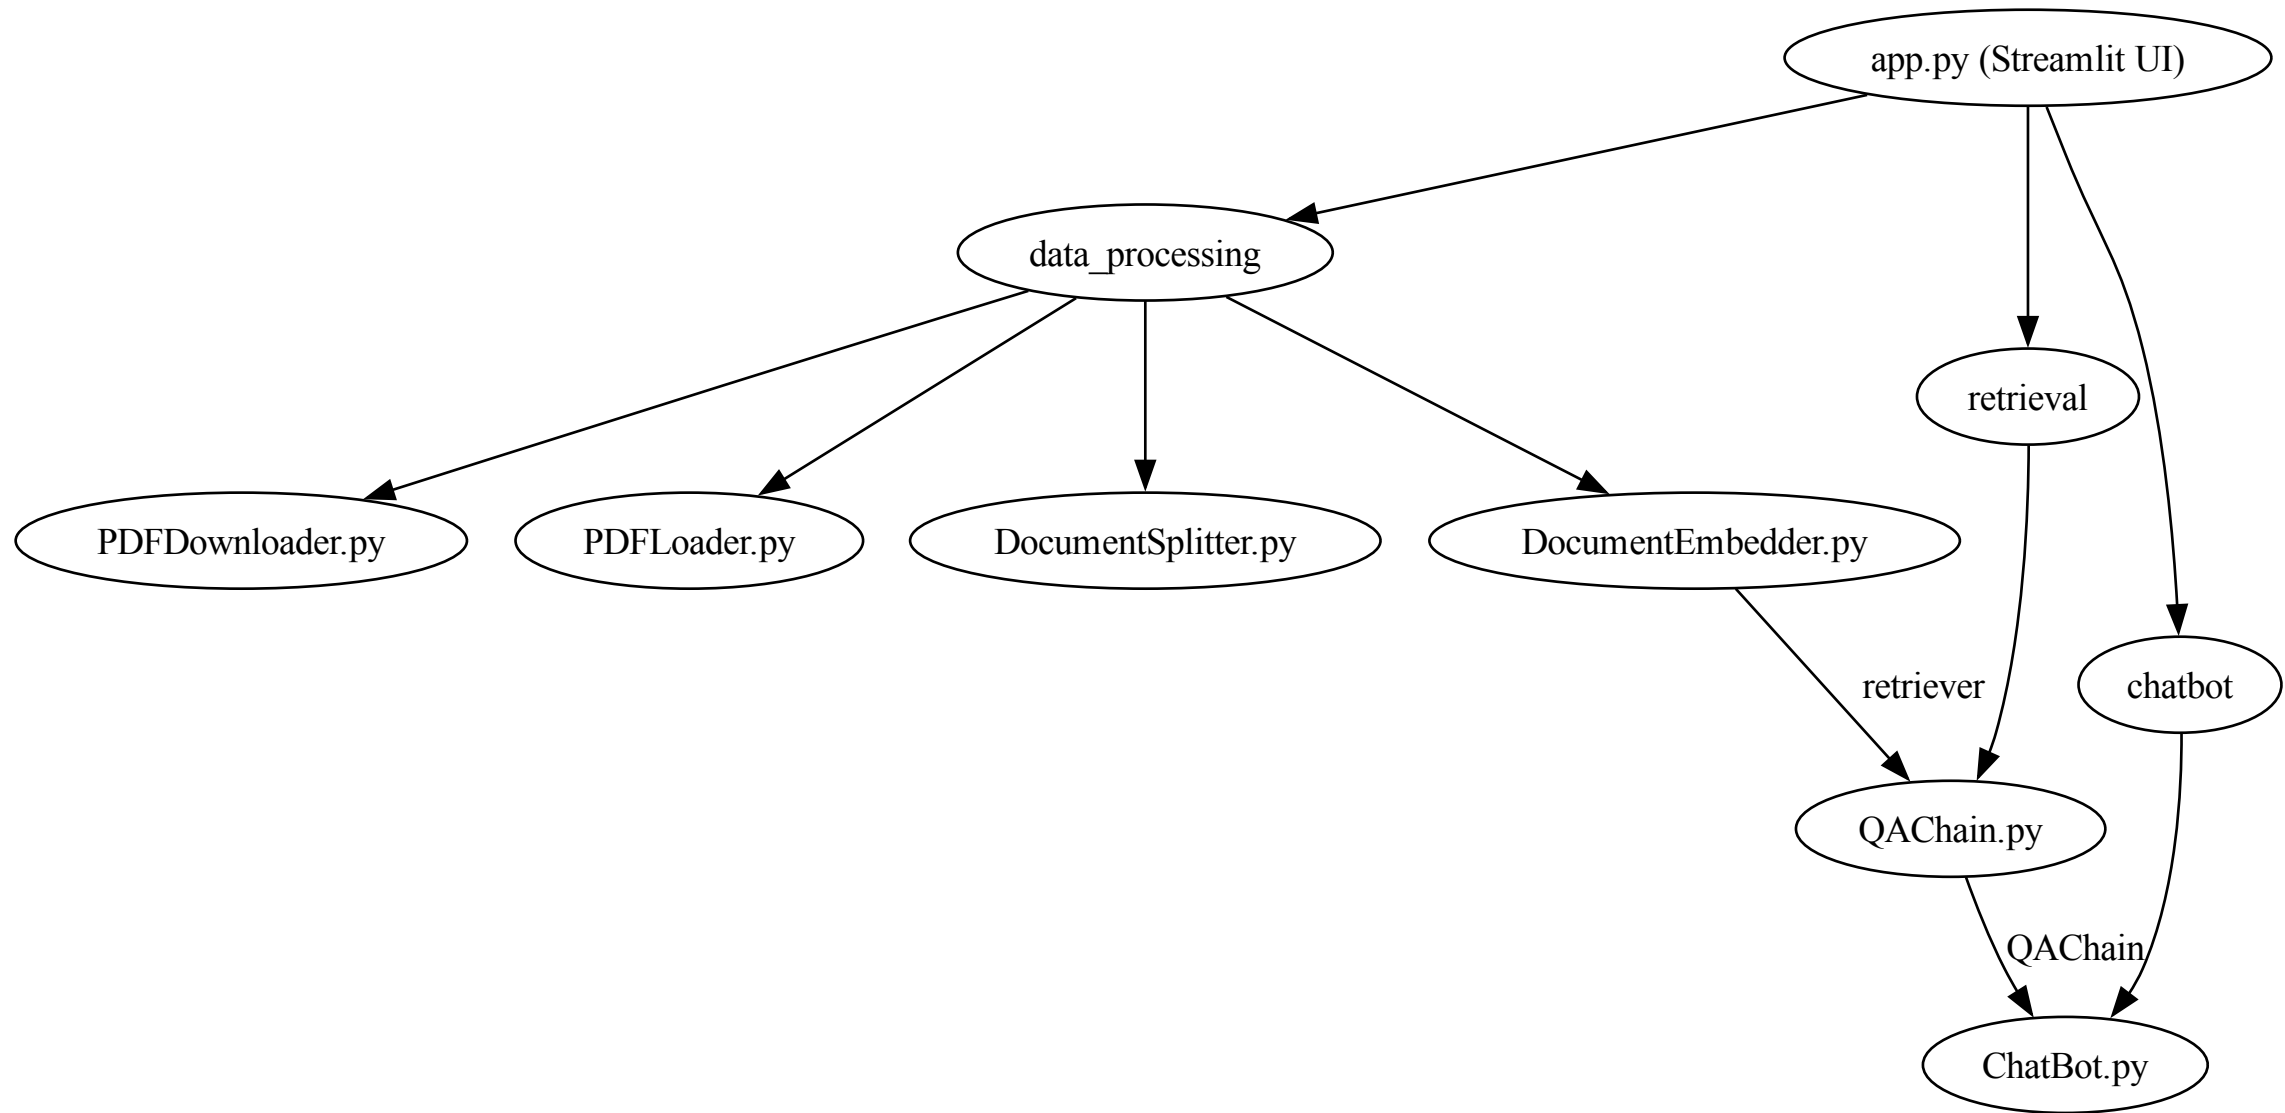 app.py (Streamlit UI)
data_processing
retrieval
PDFDownloader.py
PDFLoader.py
DocumentSplitter.py
DocumentEmbedder.py
retriever
chatbot
QAChain.py
QAChain
ChatBot.py